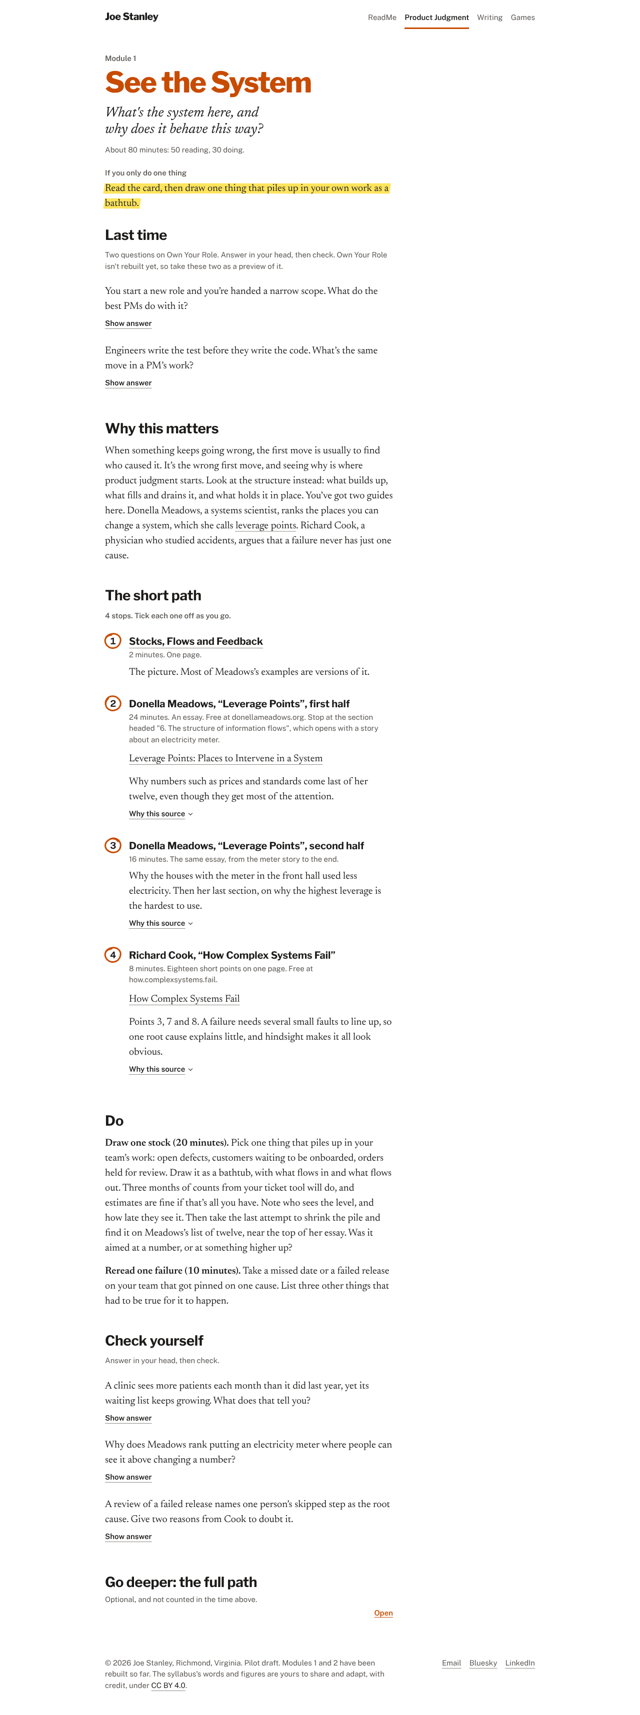 Joe Stanley
ReadMe Product Judgment Writing Games
Module 1
See the System
What's the system here, and
why does it behave this way?
About 80 minutes: 50 reading, 30 doing.
If you only do one thing
Read the card, then draw one thing that piles up in your own work as a
bathtub.
Last time
Two questions on Own Your Role. Answer in your head, then check. Own Your Role
isn't rebuilt yet, so take these two as a preview of it.
You start a new role and you're handed a narrow scope. What do the
best PMs do with it?
Show answer
Engineers write the test before they write the code. What's the same
move in a PM's work?
Show answer
Why this matters
When something keeps going wrong, the first move is usually to find
who caused it. It's the wrong first move, and seeing why is where
product judgment starts. Look at the structure instead: what builds up,
what fills and drains it, and what holds it in place. You've got two guides
here. Donella Meadows, a systems scientist, ranks the places you can
change a system, which she calls leverage points. Richard Cook, a
physician who studied accidents, argues that a failure never has just one
cause.
The short path
4 stops. Tick each one off as you go.
1 Stocks, Flows and Feedback
2 minutes. One page.
The picture. Most of Meadows's examples are versions of it.
2 Donella Meadows, “Leverage Points”, first half
24 minutes. An essay. Free at donellameadows.org. Stop at the section
headed "6. The structure of information flows", which opens with a story
about an electricity meter.
Leverage Points: Places to Intervene in a System
Why numbers such as prices and standards come last of her
twelve, even though they get most of the attention.
Why this source
3 Donella Meadows, “Leverage Points”, second half
16 minutes. The same essay, from the meter story to the end.
Why the houses with the meter in the front hall used less
electricity. Then her last section, on why the highest leverage is
the hardest to use.
Why this source
4 Richard Cook, “How Complex Systems Fail”
8 minutes. Eighteen short points on one page. Free at
how.complexsystems.fail.
How Complex Systems Fail
Points 3, 7 and 8. A failure needs several small faults to line up, so
one root cause explains little, and hindsight makes it all look
obvious.
Why this source
Do
Draw one stock (20 minutes). Pick one thing that piles up in your
team's work: open defects, customers waiting to be onboarded, orders
held for review. Draw it as a bathtub, with what flows in and what flows
out. Three months of counts from your ticket tool will do, and
estimates are fine if that's all you have. Note who sees the level, and
how late they see it. Then take the last attempt to shrink the pile and
find it on Meadows's list of twelve, near the top of her essay. Was it
aimed at a number, or at something higher up?
Reread one failure (10 minutes). Take a missed date or a failed release
on your team that got pinned on one cause. List three other things that
had to be true for it to happen.
Check yourself
Answer in your head, then check.
A clinic sees more patients each month than it did last year, yet its
waiting list keeps growing. What does that tell you?
Show answer
Why does Meadows rank putting an electricity meter where people can
see it above changing a number?
Show answer
A review of a failed release names one person's skipped step as the root
cause. Give two reasons from Cook to doubt it.
Show answer
Go deeper: the full path
Optional, and not counted in the time above.
Open
© 2026 Joe Stanley, Richmond, Virginia. Pilot draft. Modules 1 and 2 have been
rebuilt so far. The syllabus's words and figures are yours to share and adapt, with
credit, under CC BY 4.0.
Email Bluesky LinkedIn